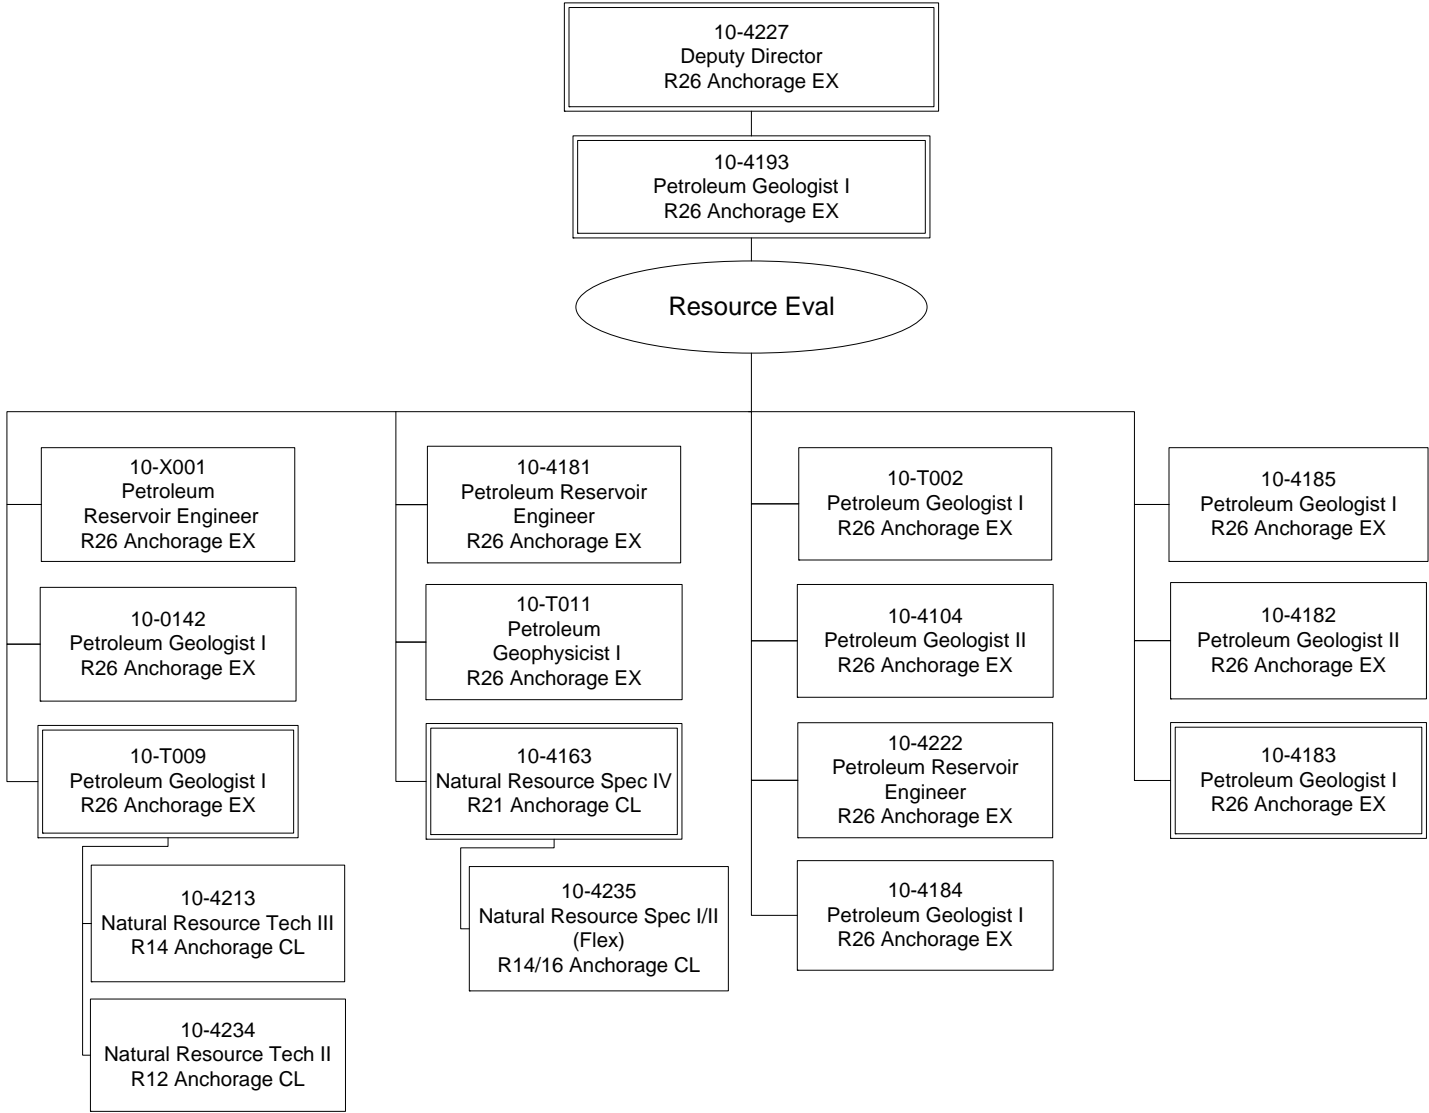 10-4227
Deputy Director
R26 Anchorage EX
10-4193
Petroleum Geologist I
R26 Anchorage EX
Resource Eval
10-X001
Petroleum
Reservoir Engineer
R26 Anchorage EX
10-0142
Petroleum Geologist I
R26 Anchorage EX
10-T009
Petroleum Geologist I
R26 Anchorage EX
10-4213
Natural Resource Tech III
R14 Anchorage CL
10-4234
Natural Resource Tech II
R12 Anchorage CL
10-4181
Petroleum Reservoir
Engineer
R26 Anchorage EX
10-T011
Petroleum
Geophysicist I
R26 Anchorage EX
10-4163
Natural Resource Spec IV
R21 Anchorage CL
10-4235
Natural Resource Spec I/II
(Flex)
R14/16 Anchorage CL
10-T002
Petroleum Geologist I
R26 Anchorage EX
10-4104
Petroleum Geologist II
R26 Anchorage EX
10-4222
Petroleum Reservoir
Engineer
R26 Anchorage EX
10-4184
Petroleum Geologist I
R26 Anchorage EX
10-4185
Petroleum Geologist I
R26 Anchorage EX
10-4182
Petroleum Geologist II
R26 Anchorage EX
10-4183
Petroleum Geologist I
R26 Anchorage EX